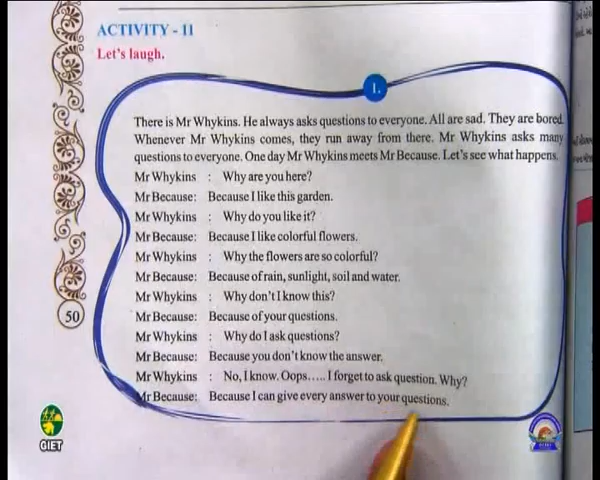 ACTIVITY - 11
Let's laugh.
1.
There is Mr Whykins. He always asks questions to everyone. All are sad. They are bored.
Whenever Mr Whykins comes, they run away from there. Mr Whykins asks many
questions to everyone. One day Mr Whykins meets Mr Because. Let's see what happens.
Mr Whykins : Why are you here?
Mr Because: Because I like this garden.
Mr Whykins : Why do you like it?
Mr Because: Because I like colorful flowers.
Mr Whykins : Why the flowers are so colorful?
Mr Because: Because of rain, sunlight, soil and water.
Mr Whykins : Why don't I know this?
Mr Because: Because of your questions.
Mr Whykins : Why do I ask questions?
Mr Because: Because you don't know the answer.
Mr Whykins : No, I know. Oops..... I forget to ask question. Why?
Mr Because: Because I can give every answer to your questions.
50
GIET